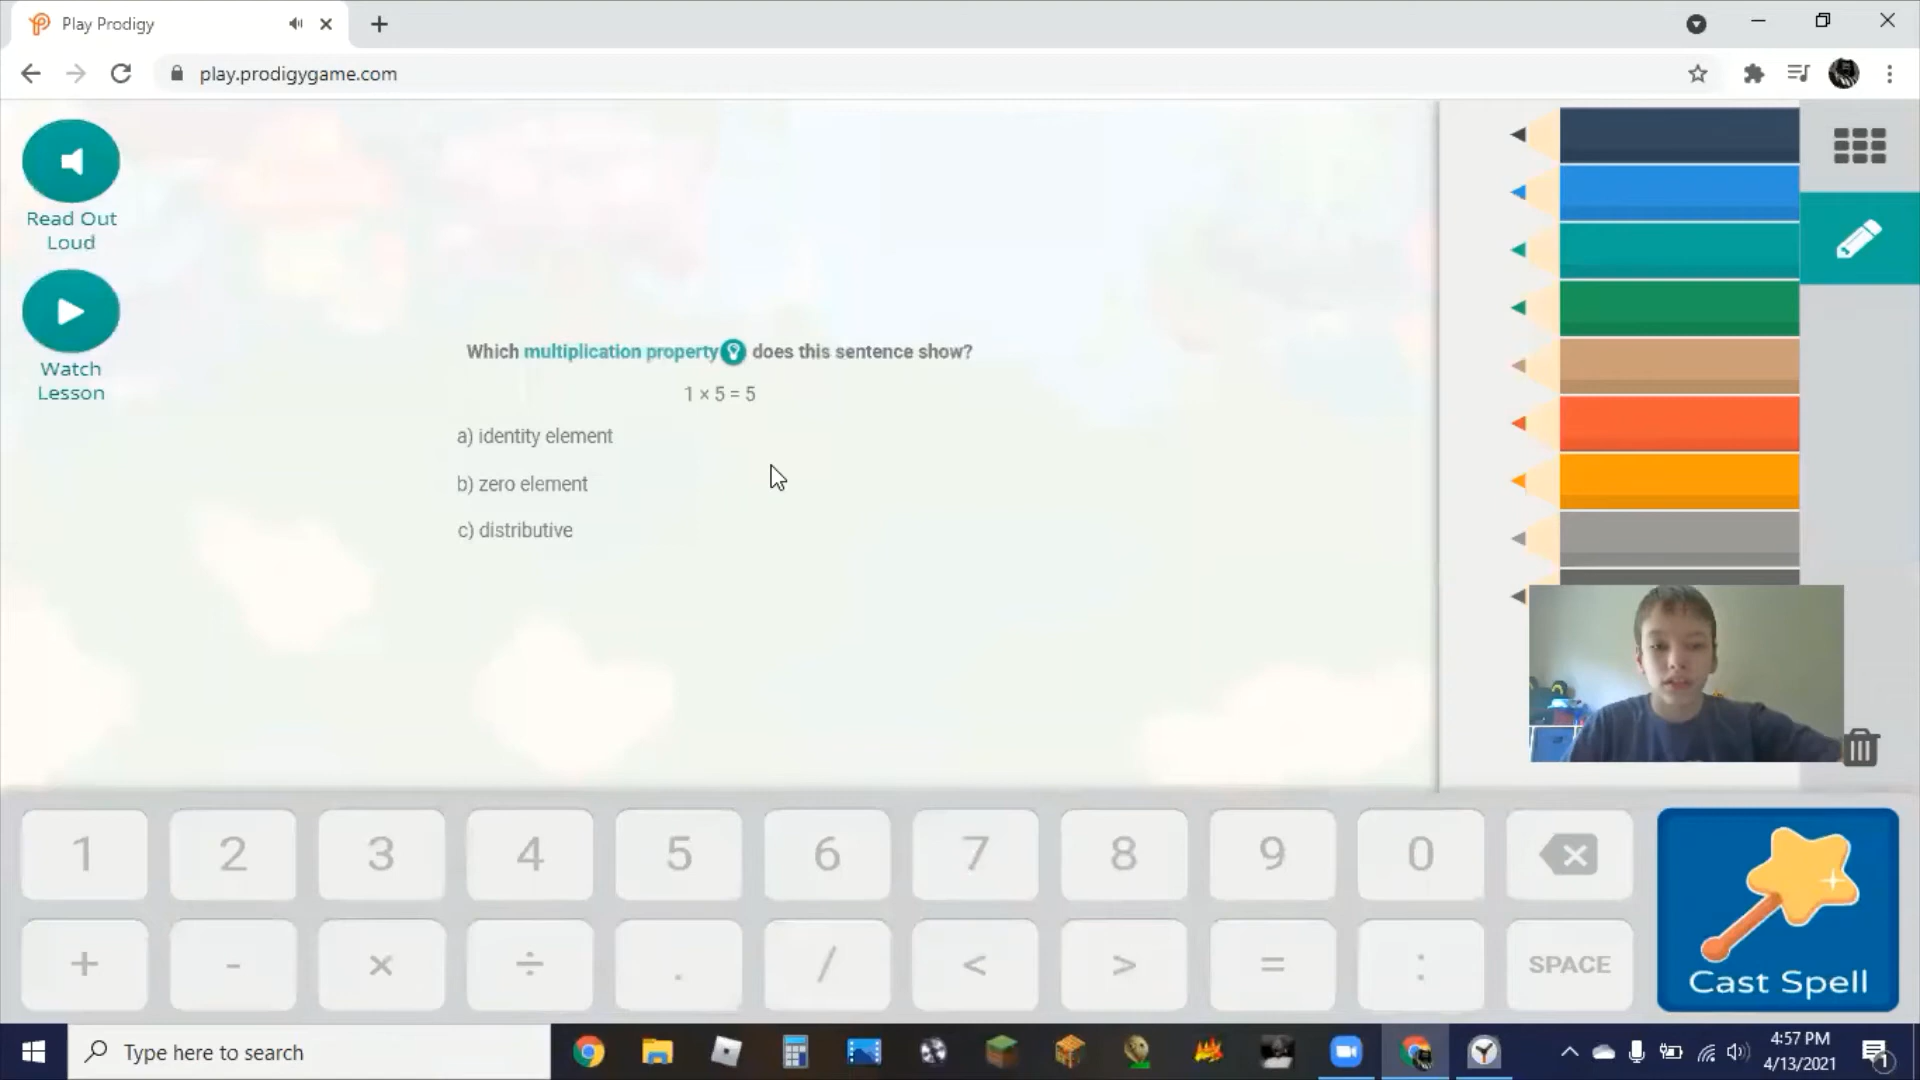 Play Prodigy
play.prodigygame.com
Read Out
Loud
Watch
Lesson
Which multiplication property does this sentence show?
1 × 5 = 5
a) identity element
b) zero element
c) distributive
1 2 3 4 5 6 7 8 9 0
+ - × ÷ . / < > = : SPACE
Cast Spell
Type here to search
4:57 PM
4/13/2021
1